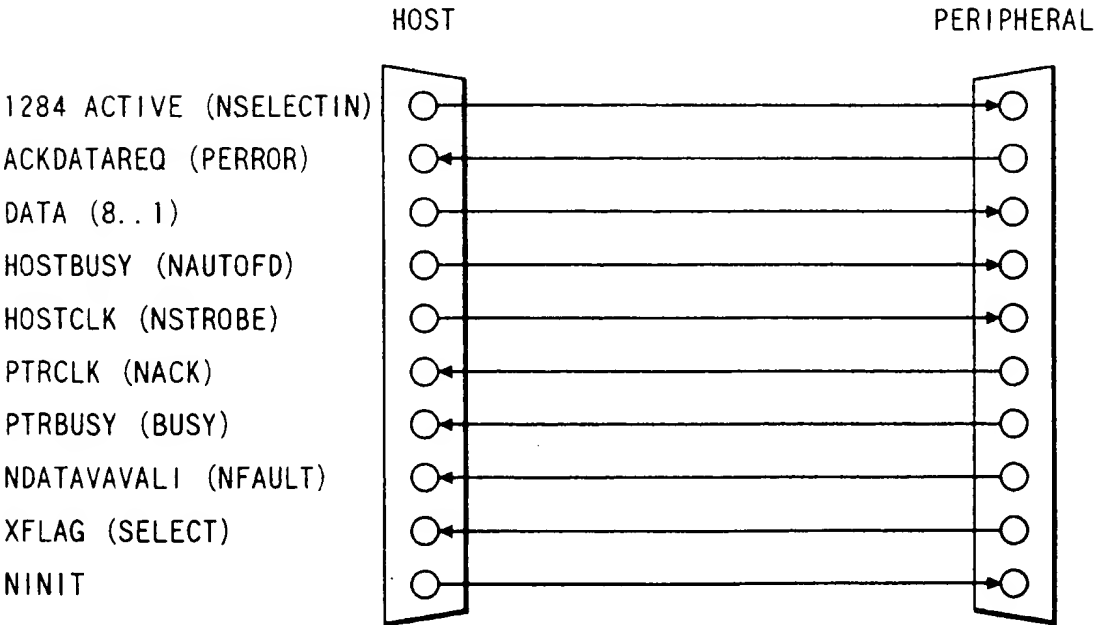 HOST PERIPHERAL
1284 ACTIVE (NSELECTIN)
ACKDATAREQ (PERROR)
DATA (8..1)
HOSTBUSY (NAUTOFD)
HOSTCLK (NSTROBE)
PTRCLK (NACK)
PTRBUSY (BUSY)
NDATAVAVALI (NFAULT)
XFLAG (SELECT)
NINIT